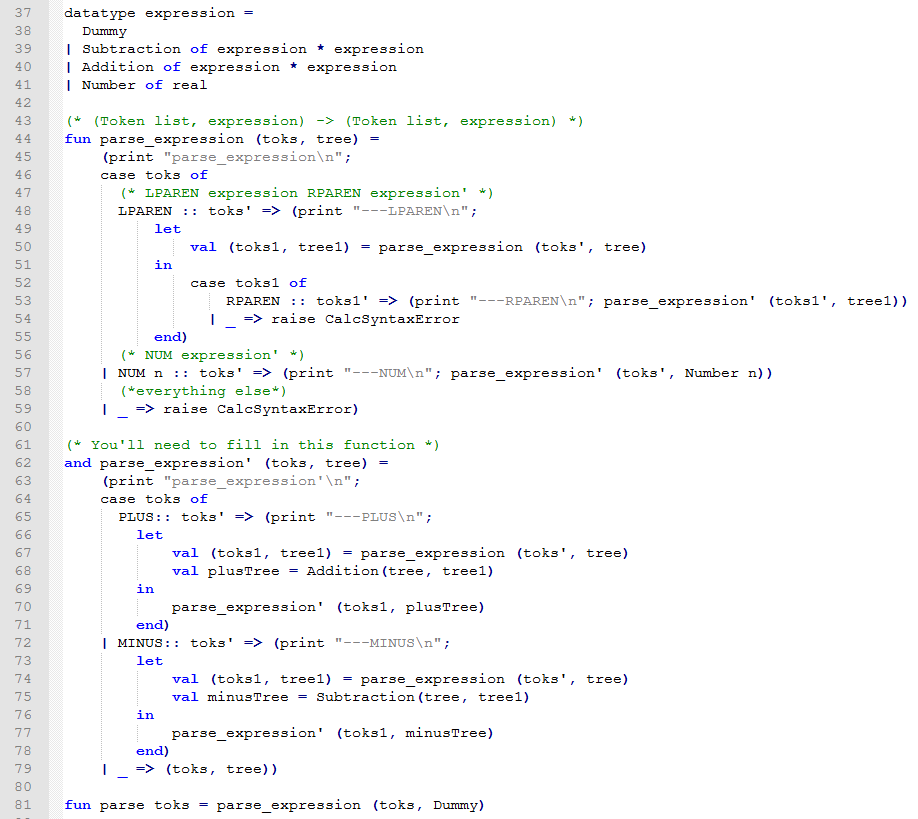 37 datatype expression =
38   Dummy
39 | Subtraction of expression * expression
40 | Addition of expression * expression
41 | Number of real
42
43 (* (Token list, expression) -> (Token list, expression) *)
44 fun parse_expression (toks, tree) =
45     (print "parse_expression\n";
46     case toks of
47       (* LPAREN expression RPAREN expression' *)
48       LPAREN :: toks' => (print "---LPAREN\n";
49           let
50               val (toks1, tree1) = parse_expression (toks', tree)
51           in
52               case toks1 of
53                   RPAREN :: toks1' => (print "---RPAREN\n"; parse_expression' (toks1', tree1))
54                 | _ => raise CalcSyntaxError
55           end)
56       (* NUM expression' *)
57     | NUM n :: toks' => (print "---NUM\n"; parse_expression' (toks', Number n))
58       (*everything else*)
59     | _ => raise CalcSyntaxError)
60
61 (* You'll need to fill in this function *)
62 and parse_expression' (toks, tree) =
63     (print "parse_expression'\n";
64     case toks of
65       PLUS:: toks' => (print "---PLUS\n";
66         let
67             val (toks1, tree1) = parse_expression (toks', tree)
68             val plusTree = Addition(tree, tree1)
69         in
70             parse_expression' (toks1, plusTree)
71         end)
72     | MINUS:: toks' => (print "---MINUS\n";
73         let
74             val (toks1, tree1) = parse_expression (toks', tree)
75             val minusTree = Subtraction(tree, tree1)
76         in
77             parse_expression' (toks1, minusTree)
78         end)
79     | _ => (toks, tree))
80
81 fun parse toks = parse_expression (toks, Dummy)